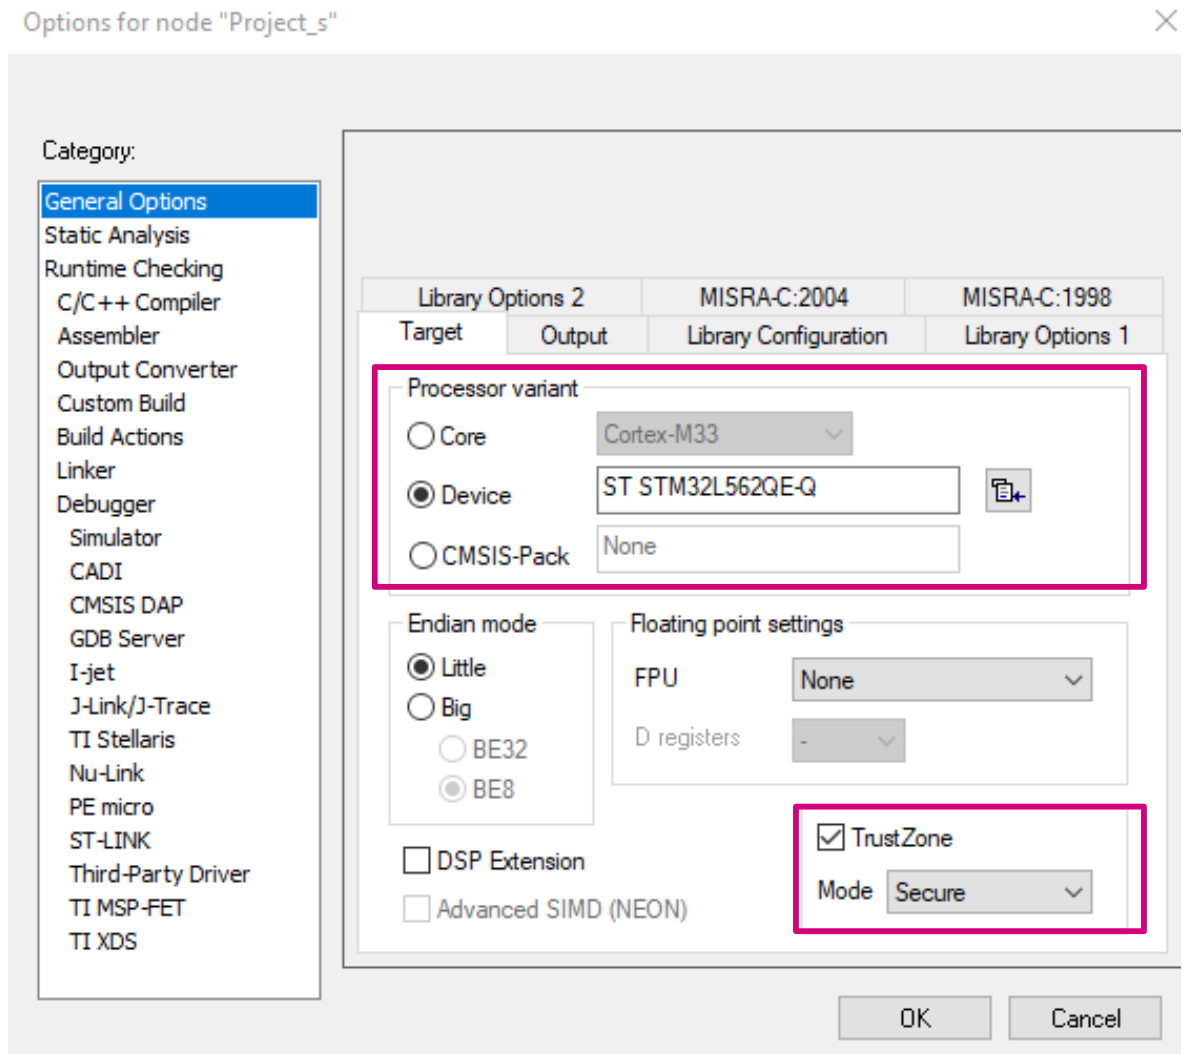 Options for node "Project_s"
Category:
General Options
Static Analysis
Runtime Checking
C/C++ Compiler
Assembler
Output Converter
Custom Build
Build Actions
Linker
Debugger
Simulator
CADI
CMSIS DAP
GDB Server
I-jet
J-Link/J-Trace
TI Stellaris
Nu-Link
PE micro
ST-LINK
Third-Party Driver
TI MSP-FET
TI XDS
Library Options 2 MISRA-C:2004 MISRA-C:1998
Target Output Library Configuration Library Options 1
Processor variant
Core Cortex-M33
Device ST STM32L562QE-Q
CMSIS-Pack None
Endian mode
Little
Big
BE32
BE8
Floating point settings
FPU None
D registers -
DSP Extension
Advanced SIMD (NEON)
TrustZone
Mode Secure
OK Cancel